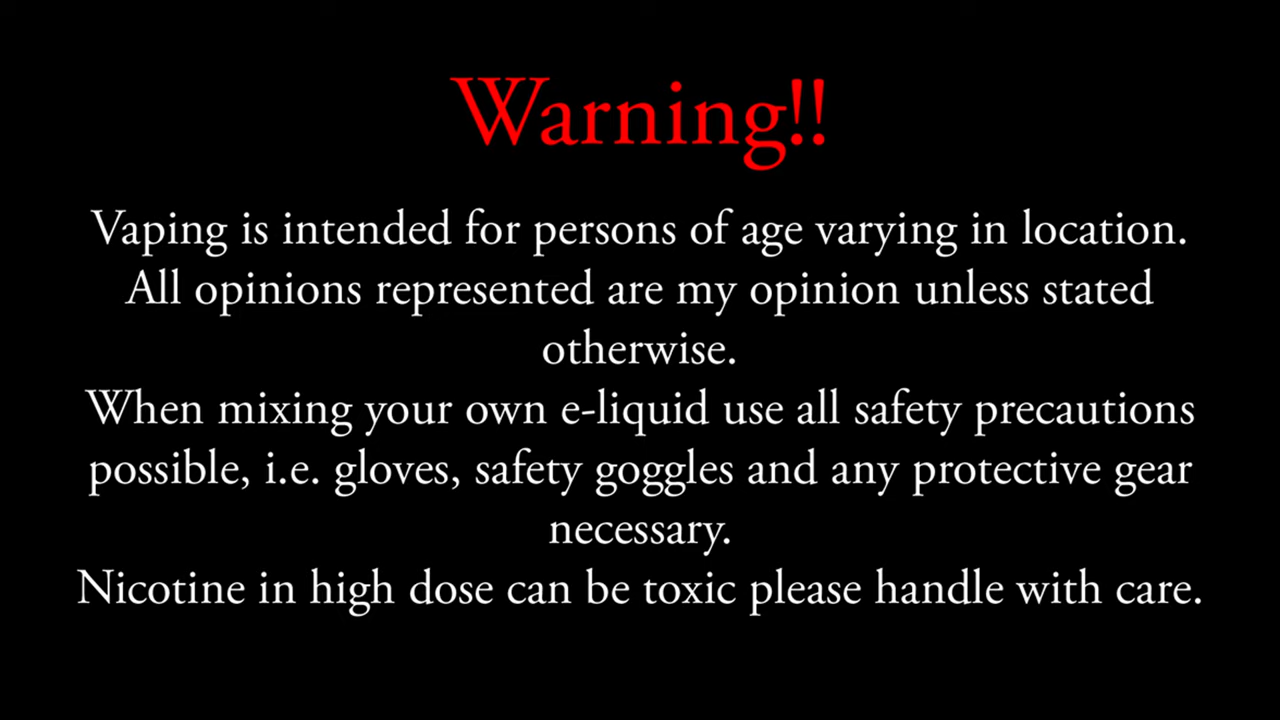 Warning!!
Vaping is intended for persons of age varying in location.
All opinions represented are my opinion unless stated
otherwise.
When mixing your own e-liquid use all safety precautions
possible, i.e. gloves, safety goggles and any protective gear
necessary.
Nicotine in high dose can be toxic please handle with care.